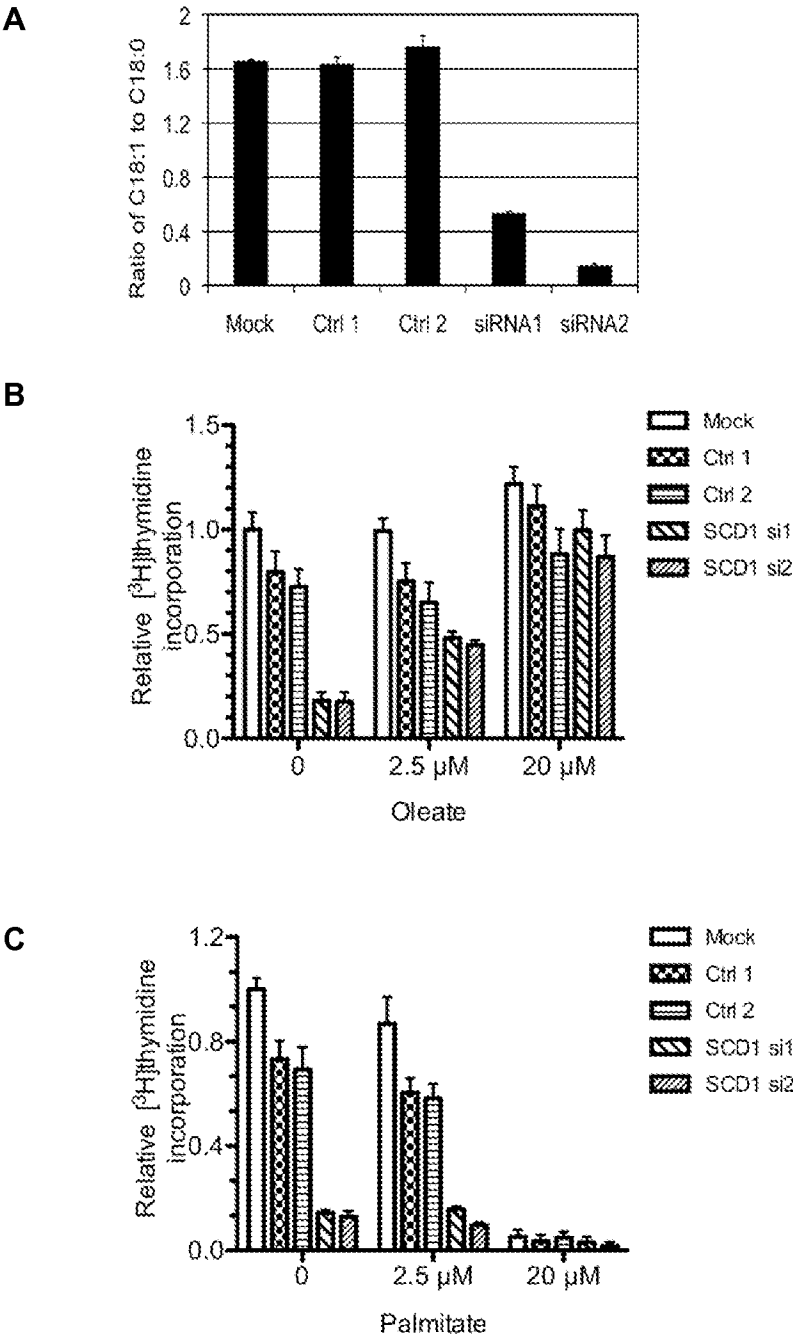 A
Ratio of C18:1 to C18:0
2
1.6
1.2
0.8
0.4
0
Mock Ctrl 1 Ctrl 2 siRNA1 siRNA2
B
Relative [³H]thymidine
incorporation
1.5
1.0
0.5
0.0
0 2.5 µM 20 µM
Oleate
Mock
Ctrl 1
Ctrl 2
SCD1 si1
SCD1 si2
C
Relative [³H]thymidine
incorporation
1.2
0.8
0.4
0.0
0 2.5 µM 20 µM
Palmitate
Mock
Ctrl 1
Ctrl 2
SCD1 si1
SCD1 si2